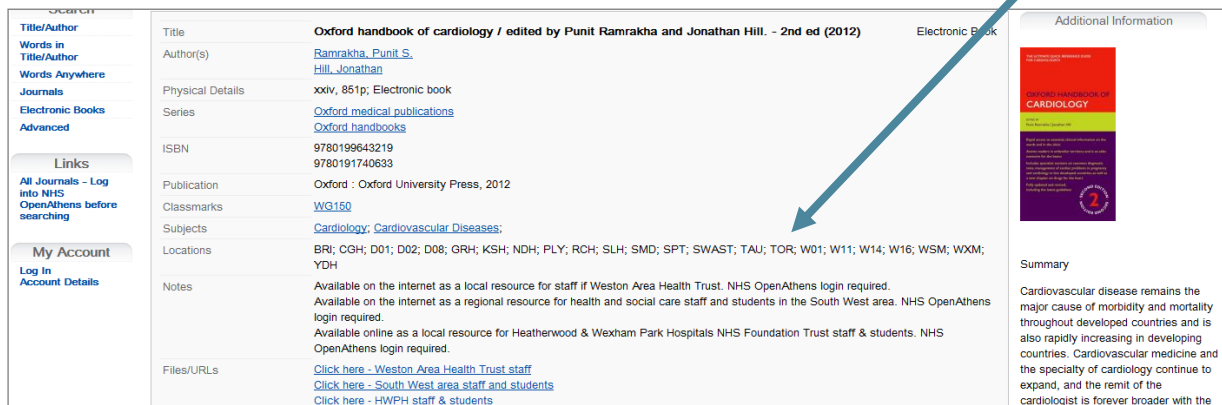 Search
Title/Author
Words in
Title/Author
Words Anywhere
Journals
Electronic Books
Advanced
Links
All Journals - Log
into NHS
OpenAthens before
searching
My Account
Log In
Account Details
Title Oxford handbook of cardiology / edited by Punit Ramrakha and Jonathan Hill. - 2nd ed (2012) Electronic Book
Author(s) Ramrakha, Punit S.
Hill, Jonathan
Physical Details xxiv, 851p; Electronic book
Series Oxford medical publications
Oxford handbooks
ISBN 9780199643219
9780191740633
Publication Oxford : Oxford University Press, 2012
Classmarks WG150
Subjects Cardiology; Cardiovascular Diseases;
Locations BRI; CGH; D01; D02; D08; GRH; KSH; NDH; PLY; RCH; SLH; SMD; SPT; SWAST; TAU; TOR; W01; W11; W14; W16; WSM; WXM;
YDH
Notes Available on the internet as a local resource for staff if Weston Area Health Trust. NHS OpenAthens login required.
Available on the internet as a regional resource for health and social care staff and students in the South West area. NHS OpenAthens
login required.
Available online as a local resource for Heatherwood & Wexham Park Hospitals NHS Foundation Trust staff & students. NHS
OpenAthens login required.
Files/URLs Click here - Weston Area Health Trust staff
Click here - South West area staff and students
Click here - HWPH staff & students
Additional Information
OXFORD HANDBOOK OF
CARDIOLOGY
Punit Ramrakha | Jonathan Hill
SECOND EDITION
2
Summary
Cardiovascular disease remains the
major cause of morbidity and mortality
throughout developed countries and is
also rapidly increasing in developing
countries. Cardiovascular medicine and
the specialty of cardiology continue to
expand, and the remit of the
cardiologist is forever broader with the